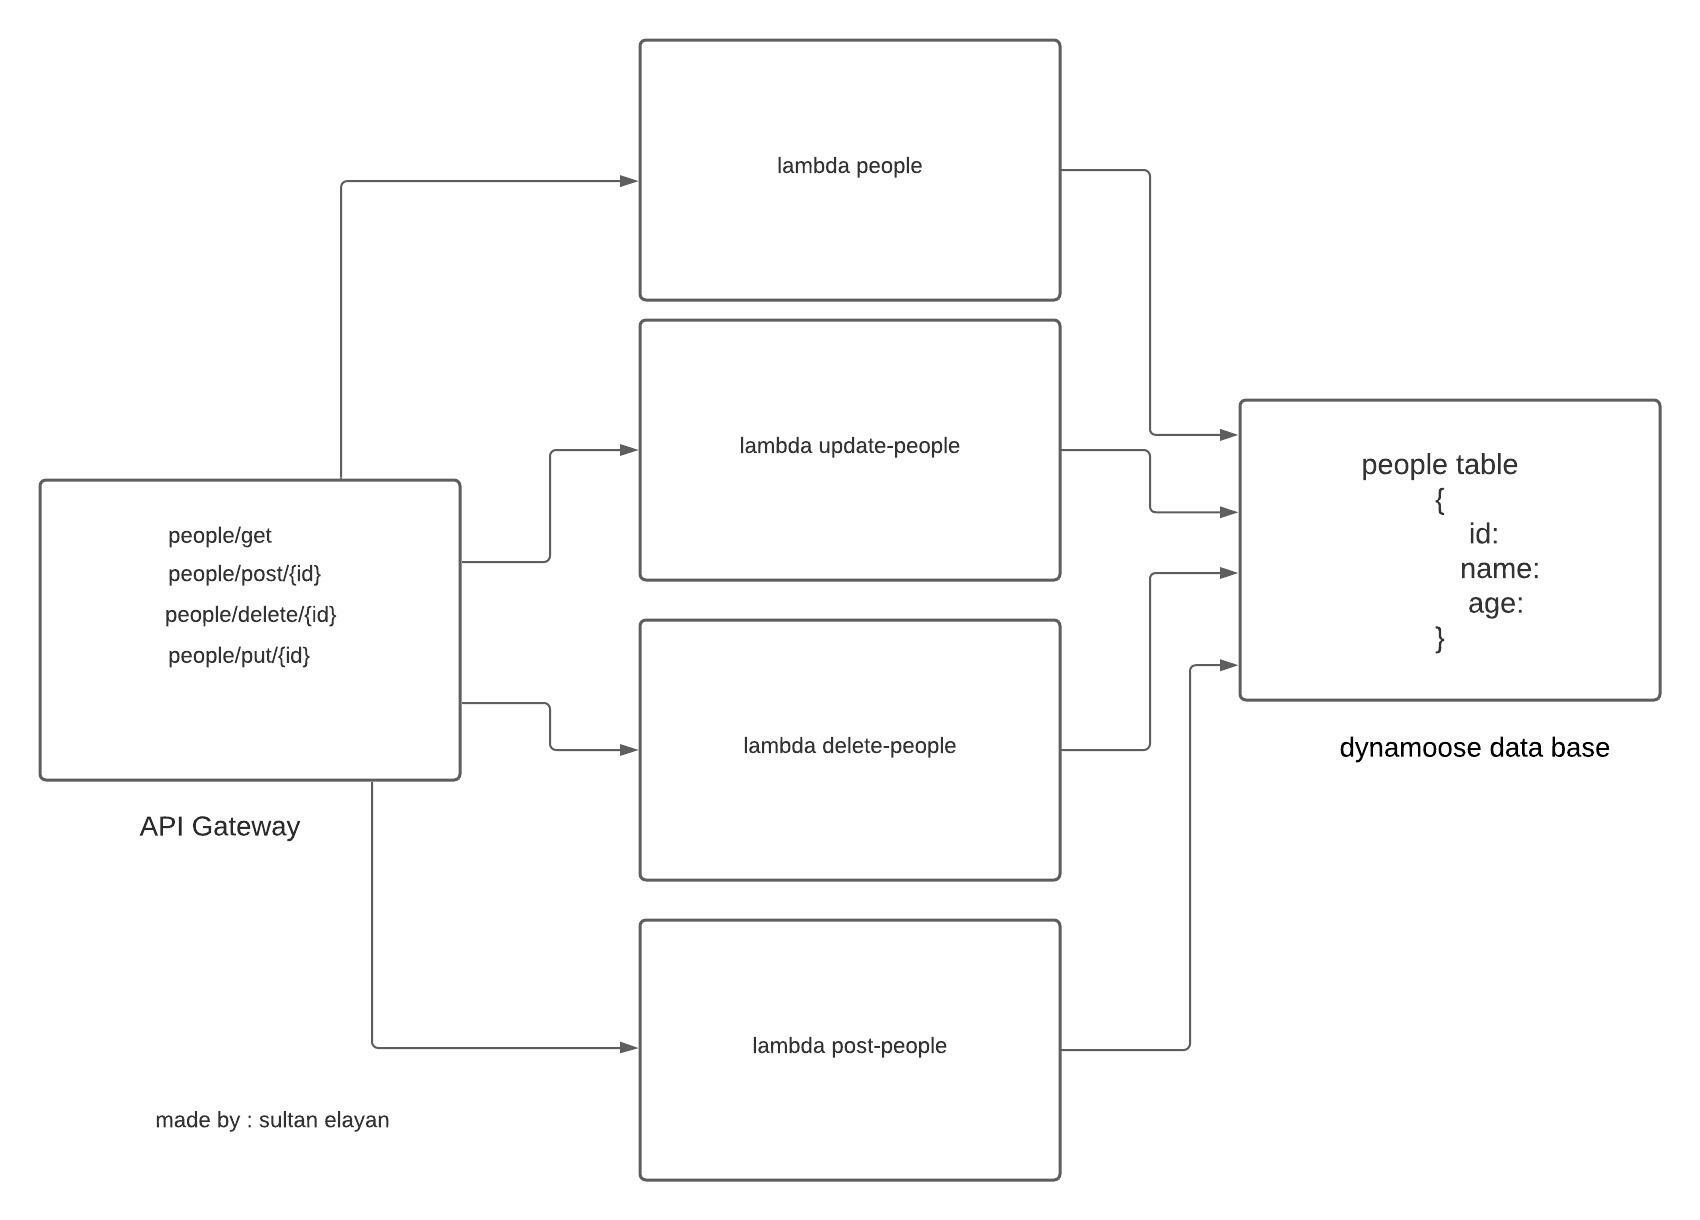 lambda people
lambda update-people
people/get
people/post/{id}
people/delete/{id}
people/put/{id}
API Gateway
lambda delete-people
lambda post-people
people table
{
id:
name:
age:
}
dynamoose data base
made by : sultan elayan